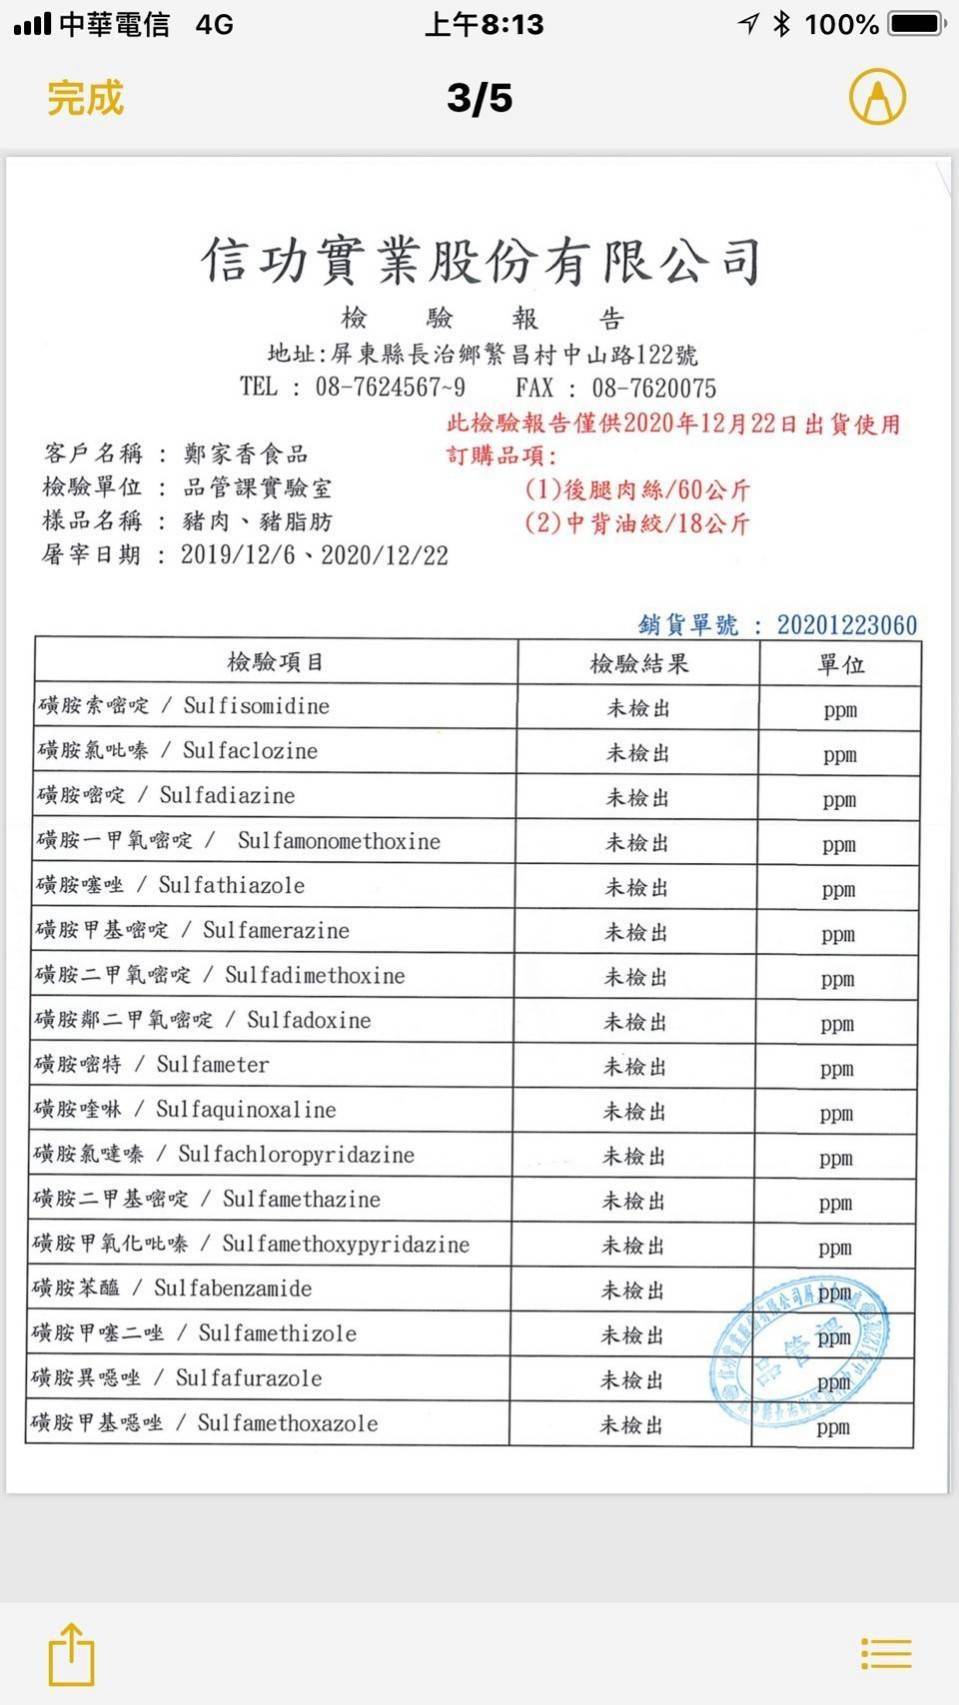 中華電信 4G 上午8:13 100%
完成 3/5
信功實業股份有限公司
檢驗報告
地址:屏東縣長治鄉繁昌村中山路122號
TEL : 08-7624567~9 FAX : 08-7620075
此檢驗報告僅供2020年12月22日出貨使用
客戶名稱 : 鄭家香食品
訂購品項:
檢驗單位 : 品管課實驗室
(1)後腿肉絲/60公斤
樣品名稱 : 豬肉、豬脂肪
(2)中背油絞/18公斤
屠宰日期 : 2019/12/6、2020/12/22
銷貨單號 : 20201223060
檢驗項目 檢驗結果 單位
磺胺索嘧啶 / Sulfisomidine 未檢出 ppm
磺胺氯吡嗪 / Sulfaclozine 未檢出 ppm
磺胺嘧啶 / Sulfadiazine 未檢出 ppm
磺胺一甲氧嘧啶 / Sulfamonomethoxine 未檢出 ppm
磺胺噻唑 / Sulfathiazole 未檢出 ppm
磺胺甲基嘧啶 / Sulfamerazine 未檢出 ppm
磺胺二甲氧嘧啶 / Sulfadimethoxine 未檢出 ppm
磺胺鄰二甲氧嘧啶 / Sulfadoxine 未檢出 ppm
磺胺嘧特 / Sulfameter 未檢出 ppm
磺胺喹啉 / Sulfaquinoxaline 未檢出 ppm
磺胺氯噠嗪 / Sulfachloropyridazine 未檢出 ppm
磺胺二甲基嘧啶 / Sulfamethazine 未檢出 ppm
磺胺甲氧化吡嗪 / Sulfamethoxypyridazine 未檢出 ppm
磺胺苯醯 / Sulfabenzamide 未檢出 ppm
磺胺甲噻二唑 / Sulfamethizole 未檢出 ppm
磺胺異噁唑 / Sulfafurazole 未檢出 ppm
磺胺甲基噁唑 / Sulfamethoxazole 未檢出 ppm
品管課